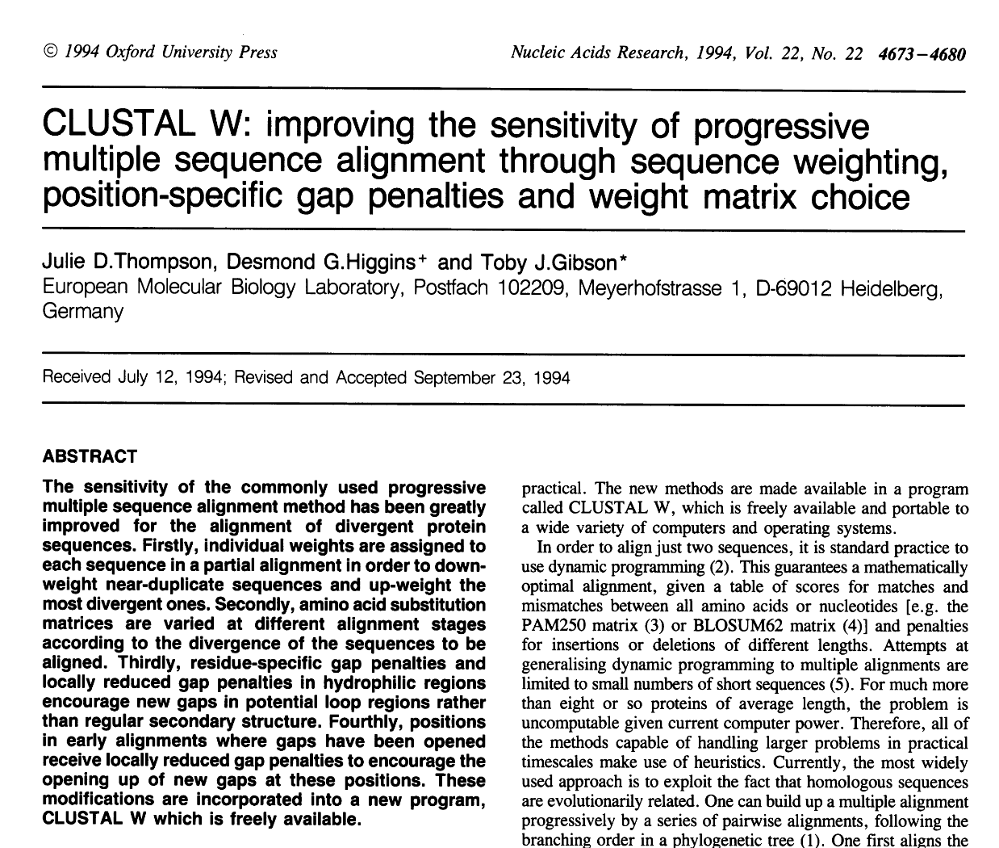 © 1994 Oxford University Press
Nucleic Acids Research, 1994, Vol. 22, No. 22 4673–4680
CLUSTAL W: improving the sensitivity of progressive
multiple sequence alignment through sequence weighting,
position-specific gap penalties and weight matrix choice
Julie D.Thompson, Desmond G.Higgins+ and Toby J.Gibson*
European Molecular Biology Laboratory, Postfach 102209, Meyerhofstrasse 1, D-69012 Heidelberg,
Germany
Received July 12, 1994; Revised and Accepted September 23, 1994
ABSTRACT
The sensitivity of the commonly used progressive
multiple sequence alignment method has been greatly
improved for the alignment of divergent protein
sequences. Firstly, individual weights are assigned to
each sequence in a partial alignment in order to down-
weight near-duplicate sequences and up-weight the
most divergent ones. Secondly, amino acid substitution
matrices are varied at different alignment stages
according to the divergence of the sequences to be
aligned. Thirdly, residue-specific gap penalties and
locally reduced gap penalties in hydrophilic regions
encourage new gaps in potential loop regions rather
than regular secondary structure. Fourthly, positions
in early alignments where gaps have been opened
receive locally reduced gap penalties to encourage the
opening up of new gaps at these positions. These
modifications are incorporated into a new program,
CLUSTAL W which is freely available.
practical. The new methods are made available in a program
called CLUSTAL W, which is freely available and portable to
a wide variety of computers and operating systems.
In order to align just two sequences, it is standard practice to
use dynamic programming (2). This guarantees a mathematically
optimal alignment, given a table of scores for matches and
mismatches between all amino acids or nucleotides [e.g. the
PAM250 matrix (3) or BLOSUM62 matrix (4)] and penalties
for insertions or deletions of different lengths. Attempts at
generalising dynamic programming to multiple alignments are
limited to small numbers of short sequences (5). For much more
than eight or so proteins of average length, the problem is
uncomputable given current computer power. Therefore, all of
the methods capable of handling larger problems in practical
timescales make use of heuristics. Currently, the most widely
used approach is to exploit the fact that homologous sequences
are evolutionarily related. One can build up a multiple alignment
progressively by a series of pairwise alignments, following the
branching order in a phylogenetic tree (1). One first aligns the